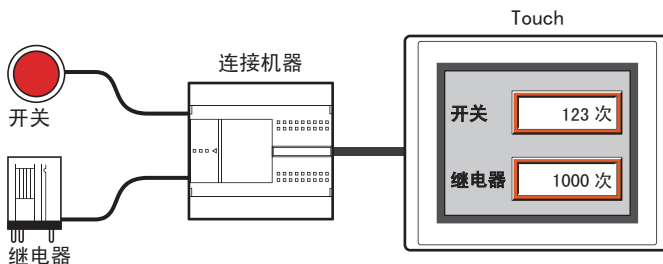 Touch
连接机器
开关
开关
123 次
继电器
1000 次
继电器